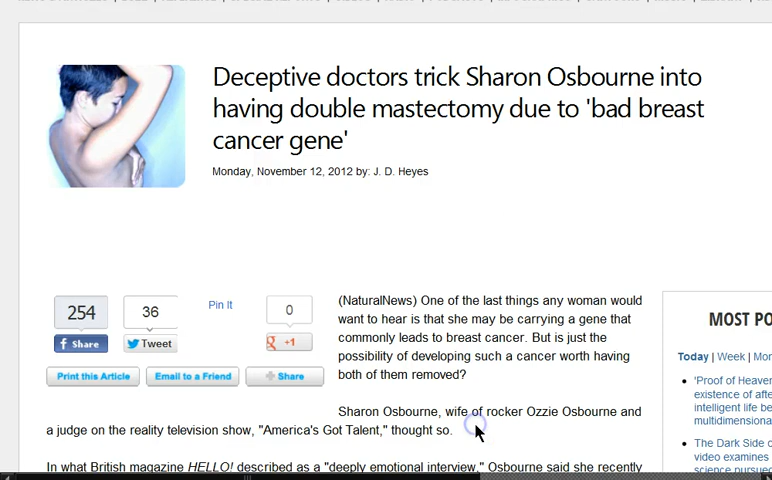 Deceptive doctors trick Sharon Osbourne into
having double mastectomy due to 'bad breast
cancer gene'
Monday, November 12, 2012 by: J. D. Heyes
254
36
Pin It
0
Share
Tweet
+1
Print this Article
Email to a Friend
Share
(NaturalNews) One of the last things any woman would
want to hear is that she may be carrying a gene that
commonly leads to breast cancer. But is just the
possibility of developing such a cancer worth having
both of them removed?
Sharon Osbourne, wife of rocker Ozzie Osbourne and
a judge on the reality television show, "America's Got Talent," thought so.
In what British magazine HELLO! described as a "deeply emotional interview," Osbourne said she recently
MOST PO
Today | Week | Mon
'Proof of Heaven
existence of afte
intelligent life be
multidimensiona
The Dark Side o
video examines
science pursued